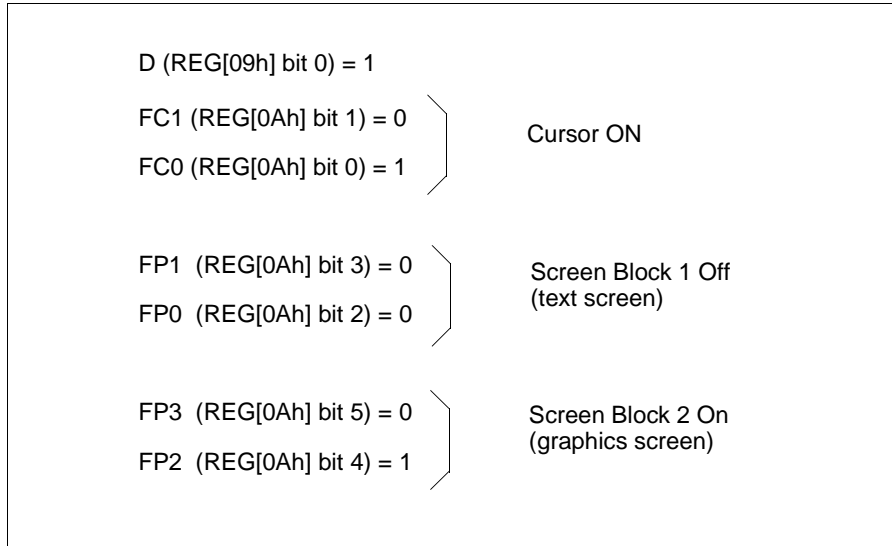 D (REG[09h] bit 0) = 1
FC1 (REG[0Ah] bit 1) = 0
FC0 (REG[0Ah] bit 0) = 1
Cursor ON
FP1 (REG[0Ah] bit 3) = 0
FP0 (REG[0Ah] bit 2) = 0
Screen Block 1 Off
(text screen)
FP3 (REG[0Ah] bit 5) = 0
FP2 (REG[0Ah] bit 4) = 1
Screen Block 2 On
(graphics screen)